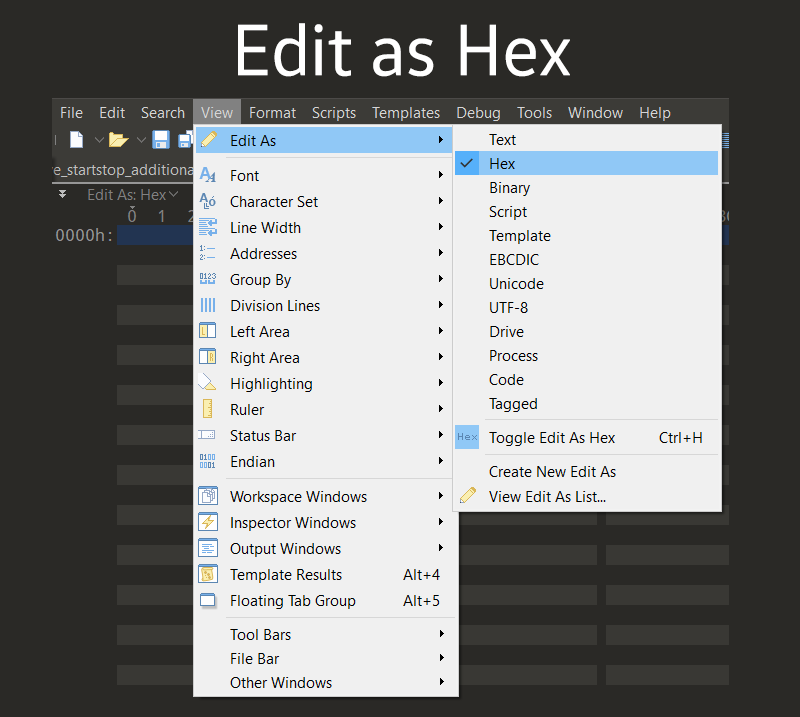 Edit as Hex
File Edit Search View Format Scripts Templates Debug Tools Window Help
e_startstop_additiona
Edit As: Hex
0 1 2
0000h:
Edit As
Font
Character Set
Line Width
Addresses
Group By
Division Lines
Left Area
Right Area
Highlighting
Ruler
Status Bar
Endian
Workspace Windows
Inspector Windows
Output Windows
Template Results Alt+4
Floating Tab Group Alt+5
Tool Bars
File Bar
Other Windows
Text
Hex
Binary
Script
Template
EBCDIC
Unicode
UTF-8
Drive
Process
Code
Tagged
Hex Toggle Edit As Hex Ctrl+H
Create New Edit As
View Edit As List...